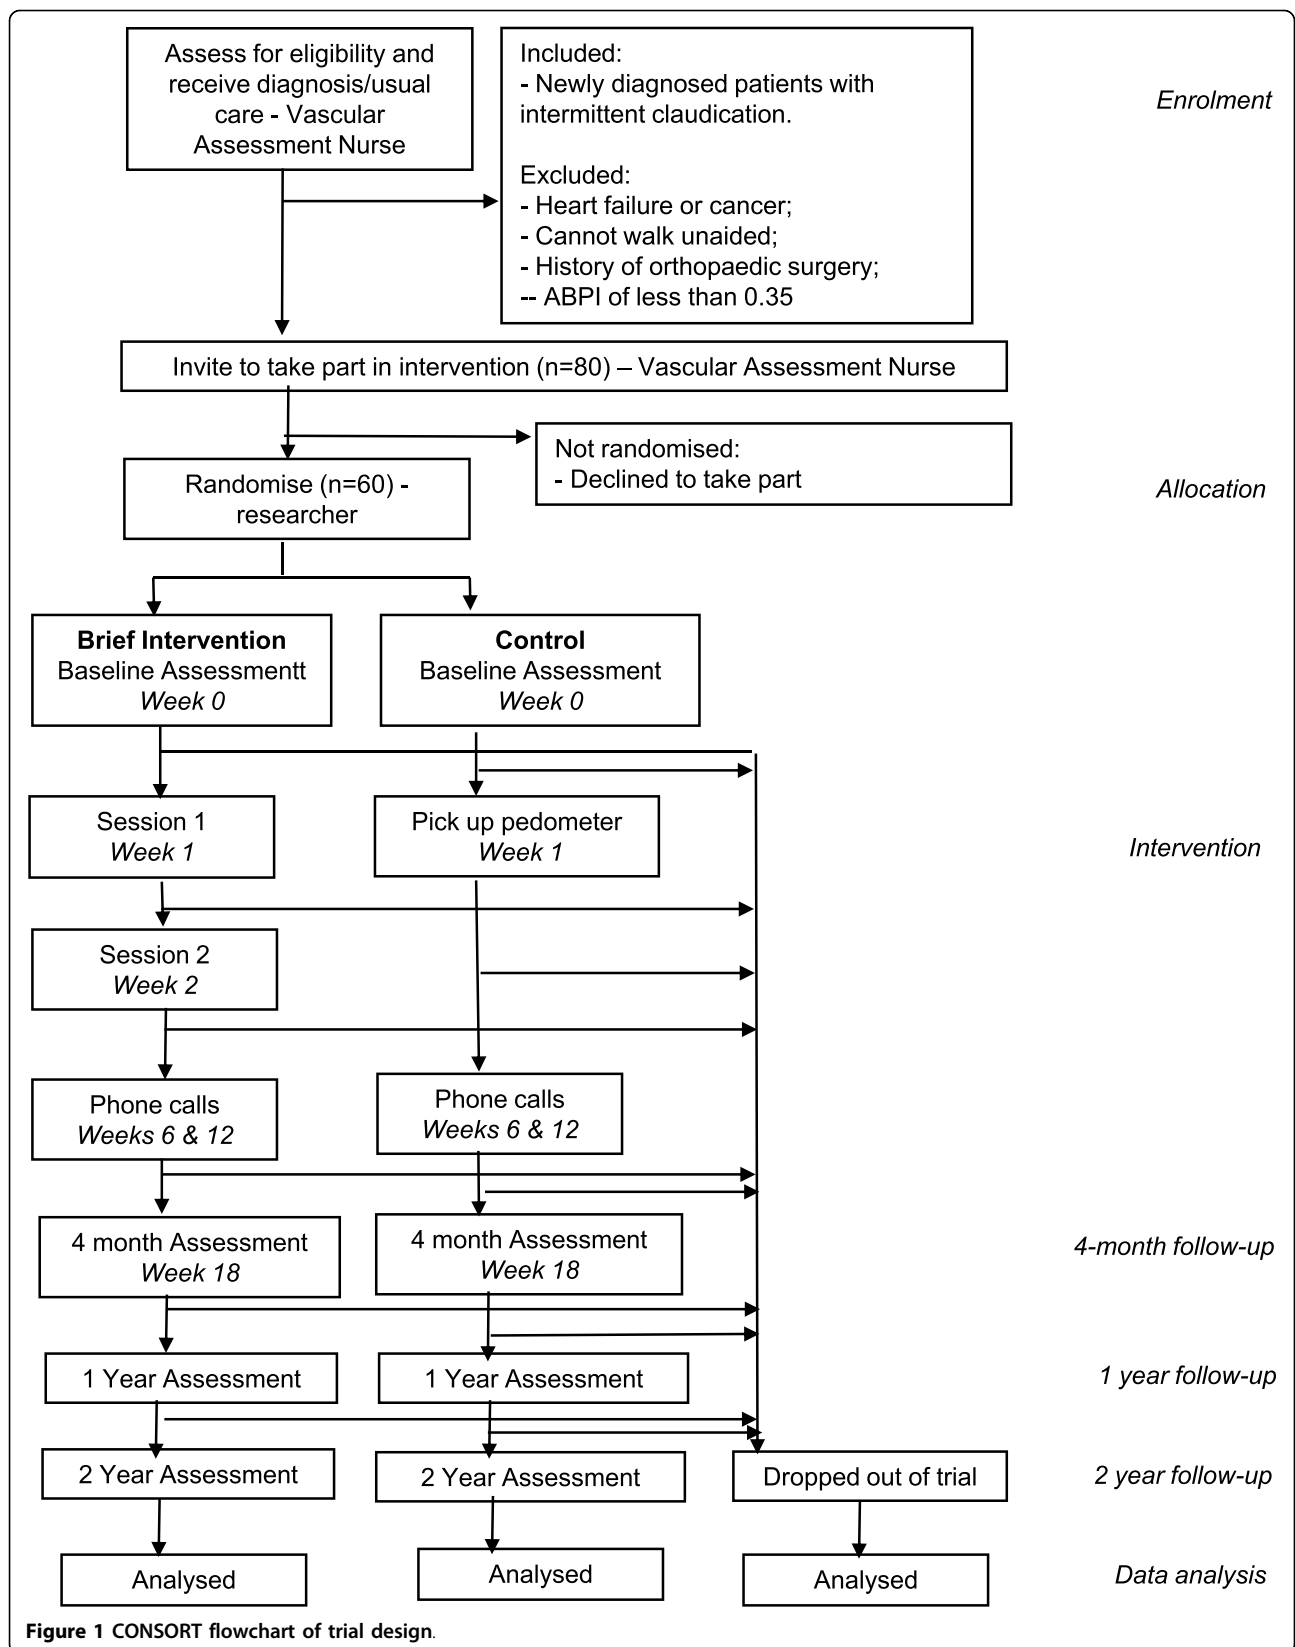 Assess for eligibility and
receive diagnosis/usual
care - Vascular
Assessment Nurse
Included:
- Newly diagnosed patients with
intermittent claudication.
Excluded:
- Heart failure or cancer;
- Cannot walk unaided;
- History of orthopaedic surgery;
-- ABPI of less than 0.35
Enrolment
Invite to take part in intervention (n=80) – Vascular Assessment Nurse
Not randomised:
- Declined to take part
Randomise (n=60) -
researcher
Allocation
Brief Intervention
Baseline Assessmentt
Week 0
Control
Baseline Assessment
Week 0
Session 1
Week 1
Pick up pedometer
Week 1
Intervention
Session 2
Week 2
Phone calls
Weeks 6 & 12
Phone calls
Weeks 6 & 12
4 month Assessment
Week 18
4 month Assessment
Week 18
4-month follow-up
1 Year Assessment
1 Year Assessment
1 year follow-up
2 Year Assessment
2 Year Assessment
Dropped out of trial
2 year follow-up
Analysed
Analysed
Analysed
Data analysis
Figure 1 CONSORT flowchart of trial design.